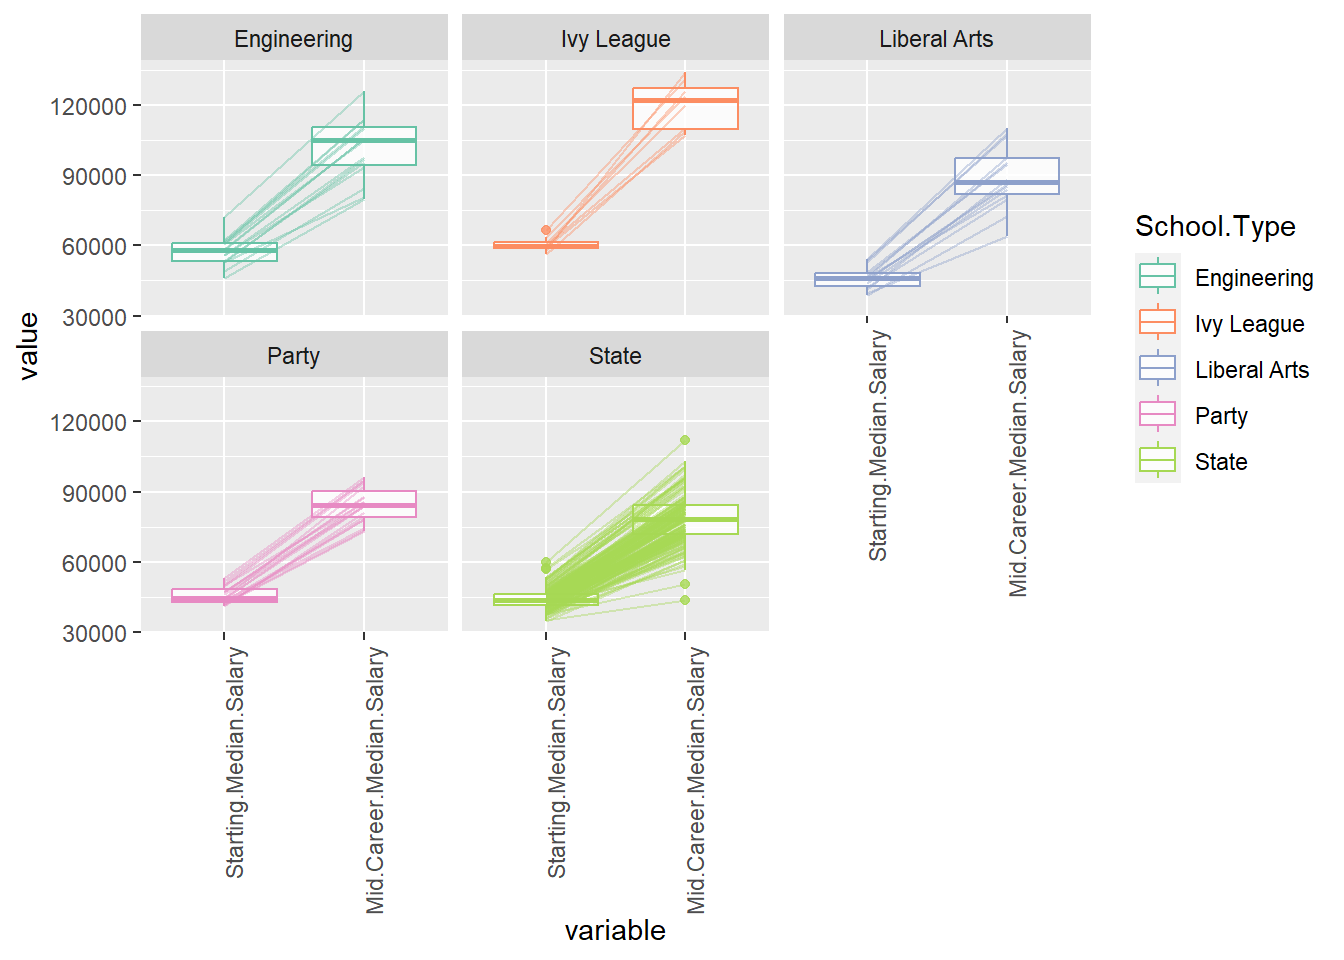 Engineering
Ivy League
Liberal Arts
120000
90000
60000
30000
Starting.Median.Salary
Mid.Career.Median.Salary
Party
State
120000
90000
60000
30000
Starting.Median.Salary
Mid.Career.Median.Salary
Starting.Median.Salary
Mid.Career.Median.Salary
value
variable
School.Type
Engineering
Ivy League
Liberal Arts
Party
State